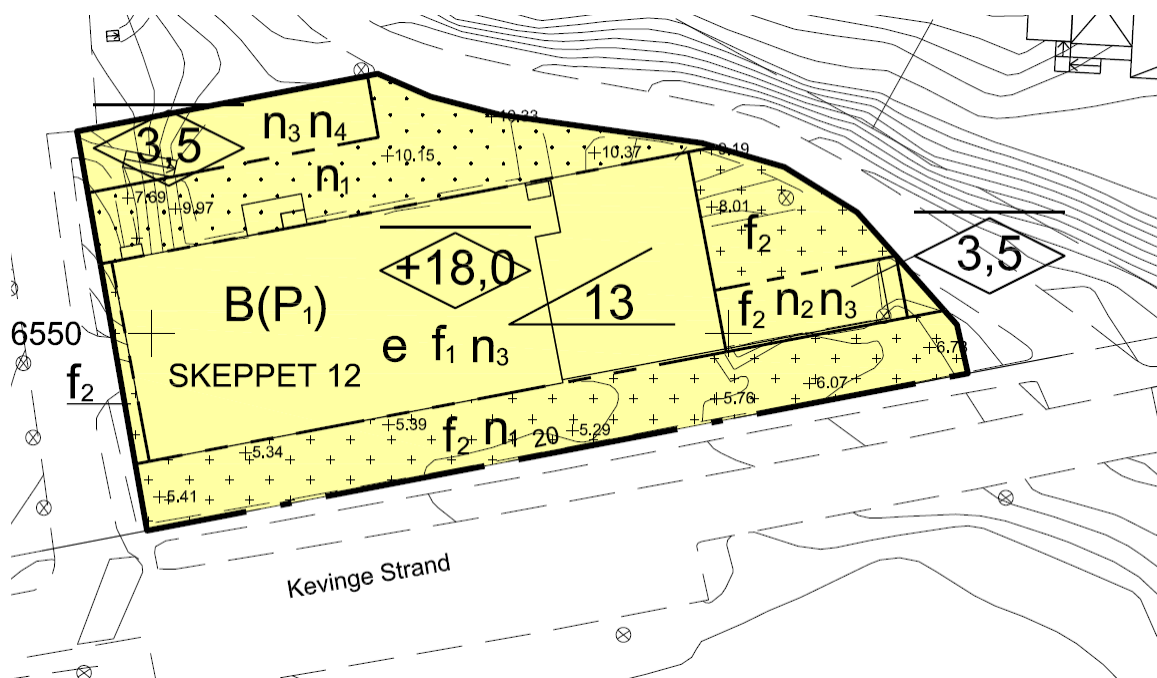 10.23
n₃ n₄
3,5
10.15
10.37
9.19
n₁
7.69
9.97
8.01
f₂
+18,0
3,5
B(P₁)
13
f₂ n₂ n₃
6550
e f₁ n₃
6.73
SKEPPET 12
f₂
6.07
5.76
5.39
f₂ n₁ 20
5.29
5.34
5.41
Kevinge Strand